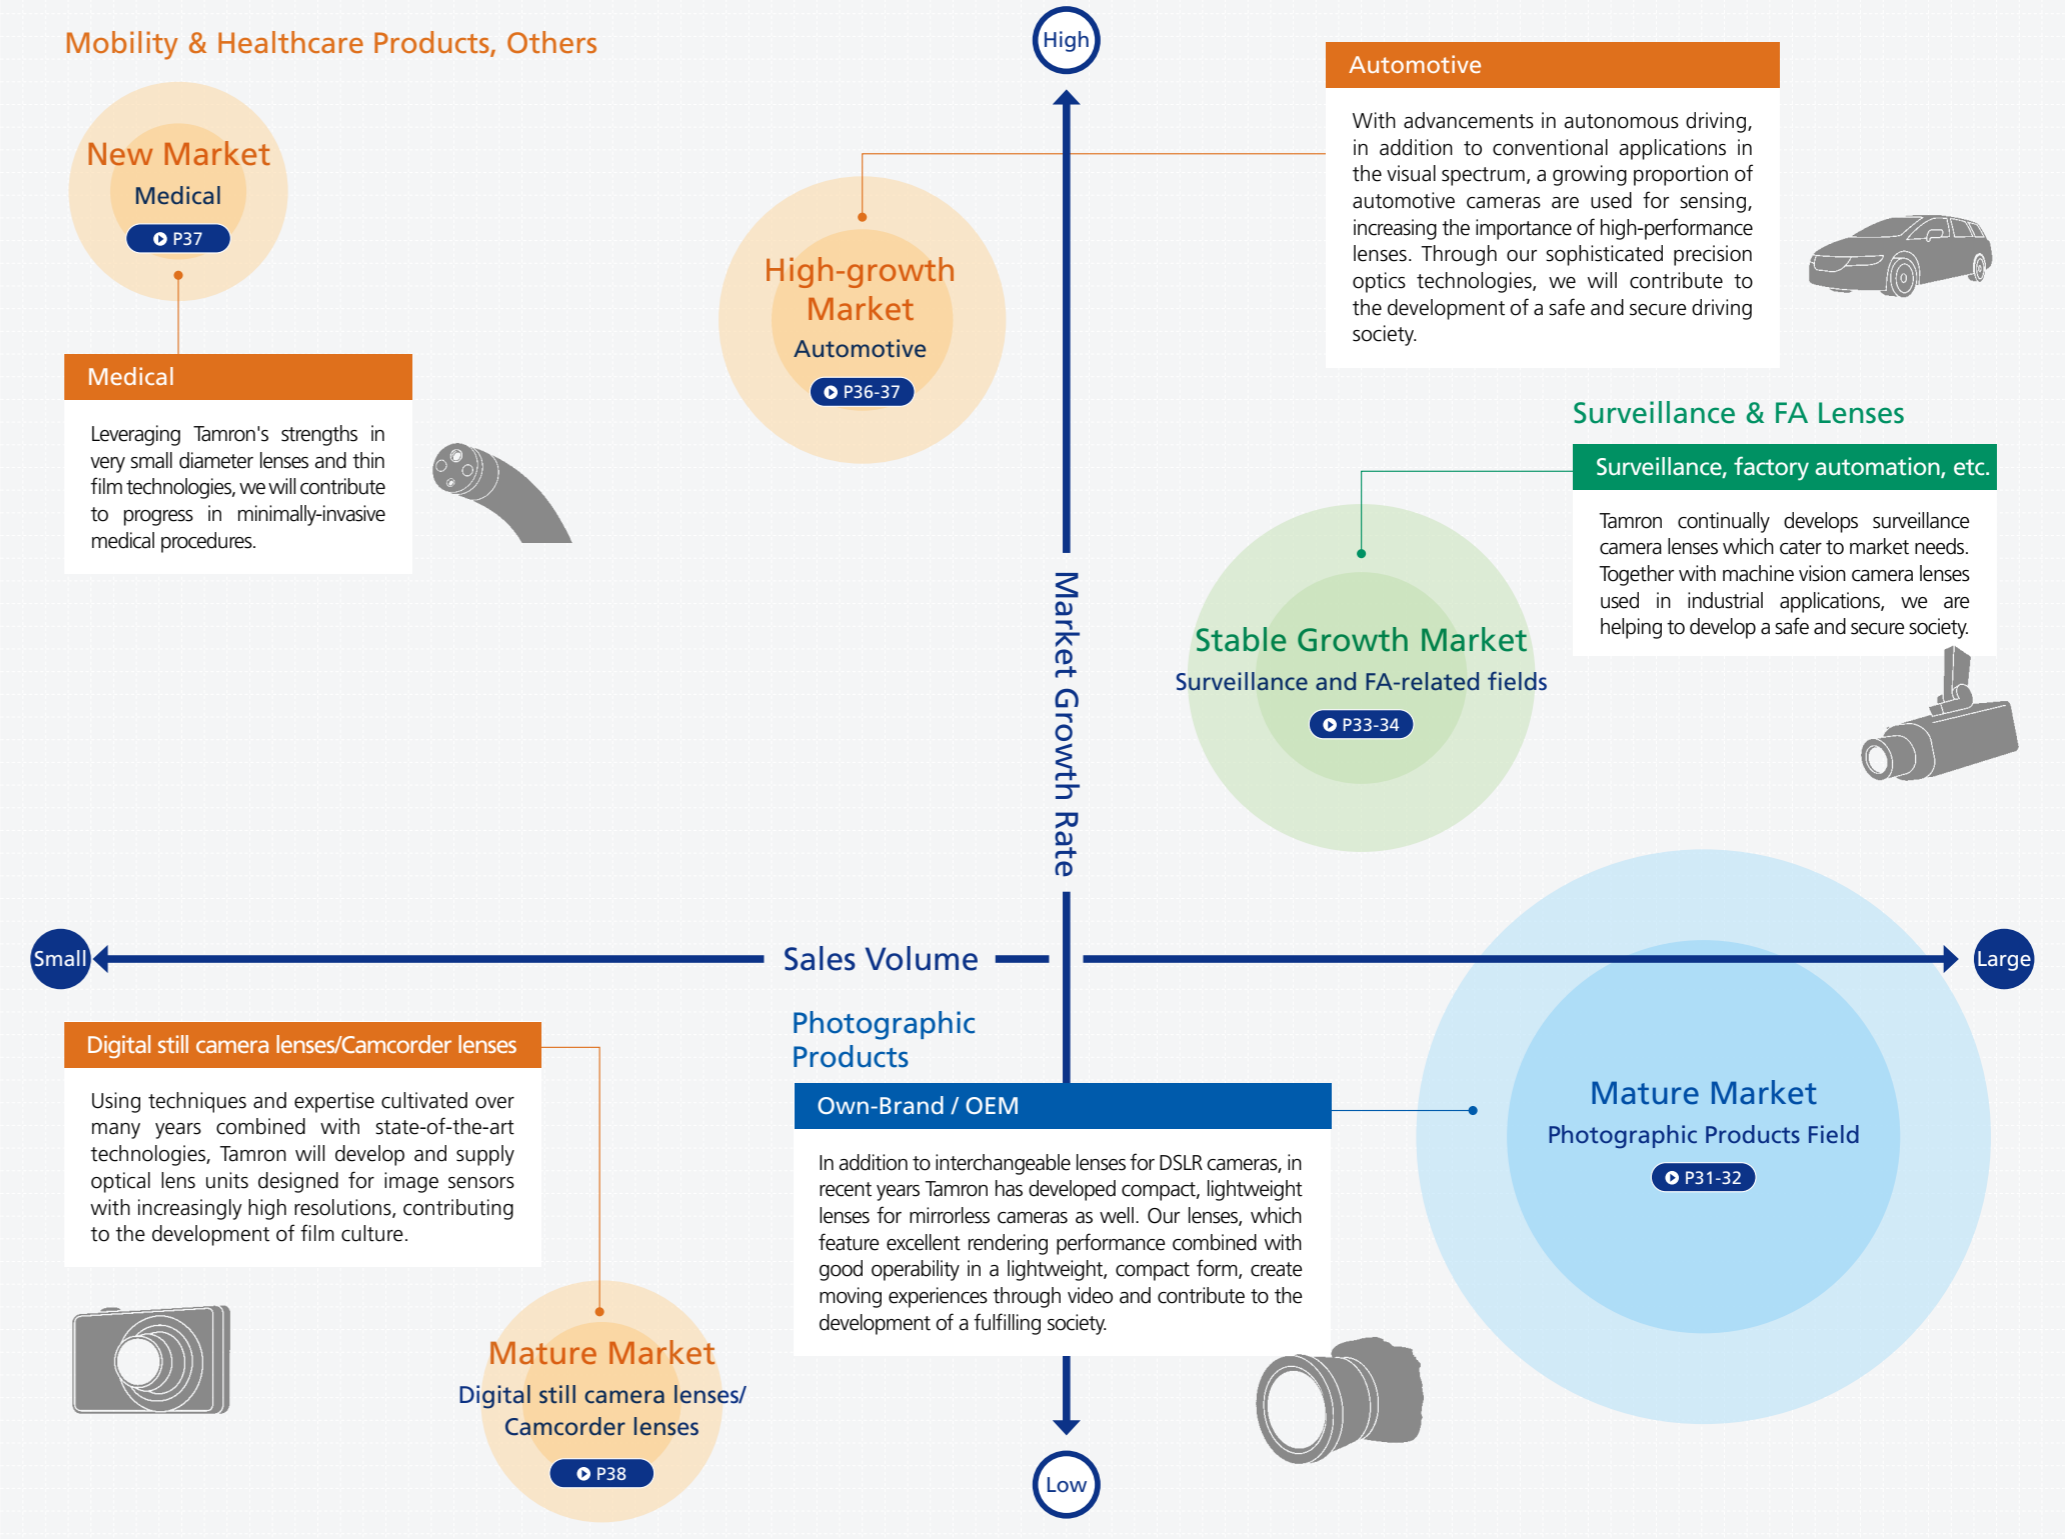 Mobility & Healthcare Products, Others
High
New Market
Medical
P37
Medical
Leveraging Tamron's strengths in
very small diameter lenses and thin
film technologies, we will contribute
to progress in minimally-invasive
medical procedures.
High-growth
Market
Automotive
P36-37
Automotive
With advancements in autonomous driving,
in addition to conventional applications in
the visual spectrum, a growing proportion of
automotive cameras are used for sensing,
increasing the importance of high-performance
lenses. Through our sophisticated precision
optics technologies, we will contribute to
the development of a safe and secure driving
society.
Surveillance & FA Lenses
Surveillance, factory automation, etc.
Tamron continually develops surveillance
camera lenses which cater to market needs.
Together with machine vision camera lenses
used in industrial applications, we are
helping to develop a safe and secure society.
Stable Growth Market
Surveillance and FA-related fields
P33-34
Market Growth Rate
Small
Sales Volume
Large
Digital still camera lenses/Camcorder lenses
Using techniques and expertise cultivated over
many years combined with state-of-the-art
technologies, Tamron will develop and supply
optical lens units designed for image sensors
with increasingly high resolutions, contributing
to the development of film culture.
Mature Market
Digital still camera lenses/
Camcorder lenses
P38
Photographic
Products
Own-Brand / OEM
In addition to interchangeable lenses for DSLR cameras, in
recent years Tamron has developed compact, lightweight
lenses for mirrorless cameras as well. Our lenses, which
feature excellent rendering performance combined with
good operability in a lightweight, compact form, create
moving experiences through video and contribute to the
development of a fulfilling society.
Mature Market
Photographic Products Field
P31-32
Low